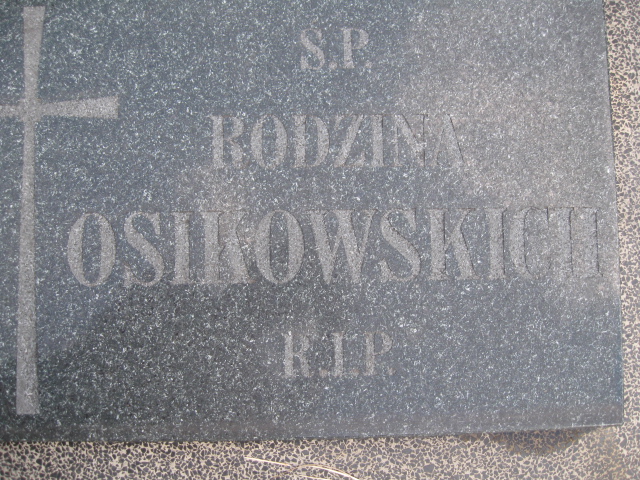 S.P.
RODZINA
OSIKOWSKICH
R.I.P.